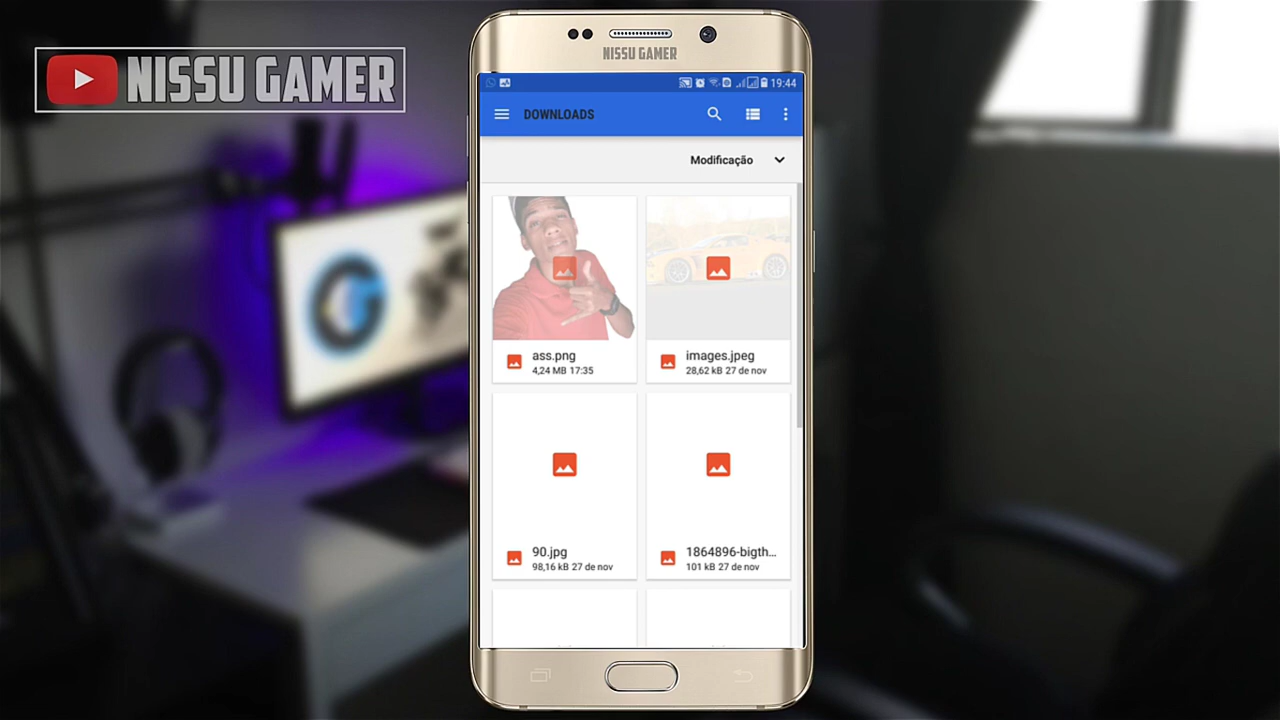 NISSU GAMER
NISSU GAMER
19:44
DOWNLOADS
Modificação
ass.png
4,24 MB 17:35
images.jpeg
28,62 kB 27 de nov
90.jpg
98,16 kB 27 de nov
1864896-bigth...
101 kB 27 de nov